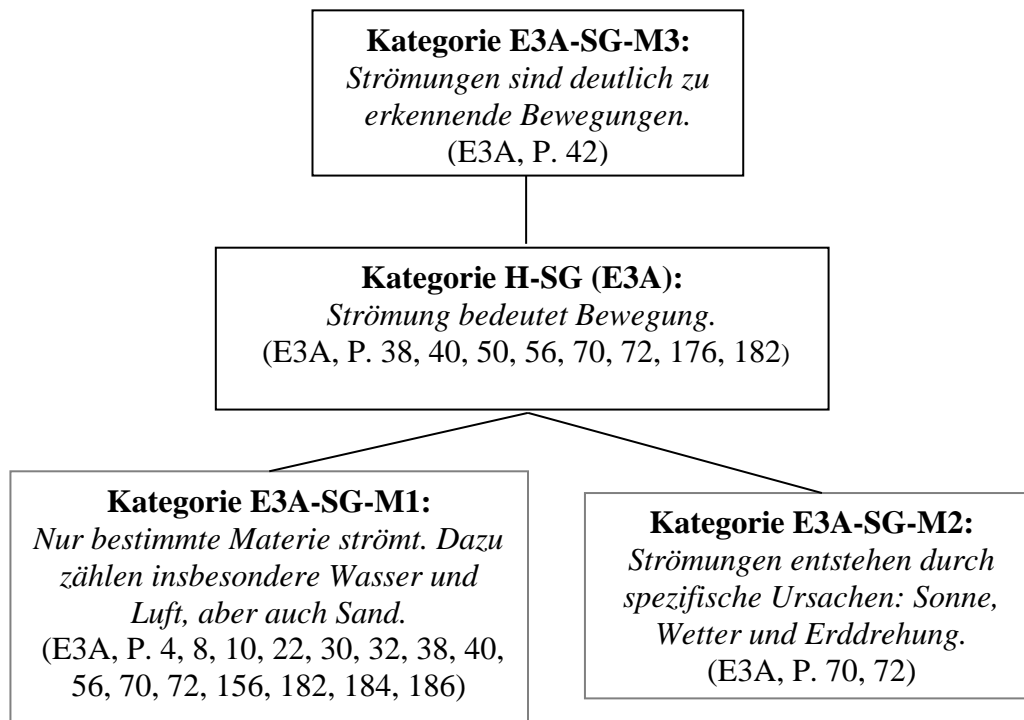 Kategorie E3A-SG-M3:
Strömungen sind deutlich zu
erkennende Bewegungen.
(E3A, P. 42)
Kategorie H-SG (E3A):
Strömung bedeutet Bewegung.
(E3A, P. 38, 40, 50, 56, 70, 72, 176, 182)
Kategorie E3A-SG-M1:
Nur bestimmte Materie strömt. Dazu
zählen insbesondere Wasser und
Luft, aber auch Sand.
(E3A, P. 4, 8, 10, 22, 30, 32, 38, 40,
56, 70, 72, 156, 182, 184, 186)
Kategorie E3A-SG-M2:
Strömungen entstehen durch
spezifische Ursachen: Sonne,
Wetter und Erddrehung.
(E3A, P. 70, 72)